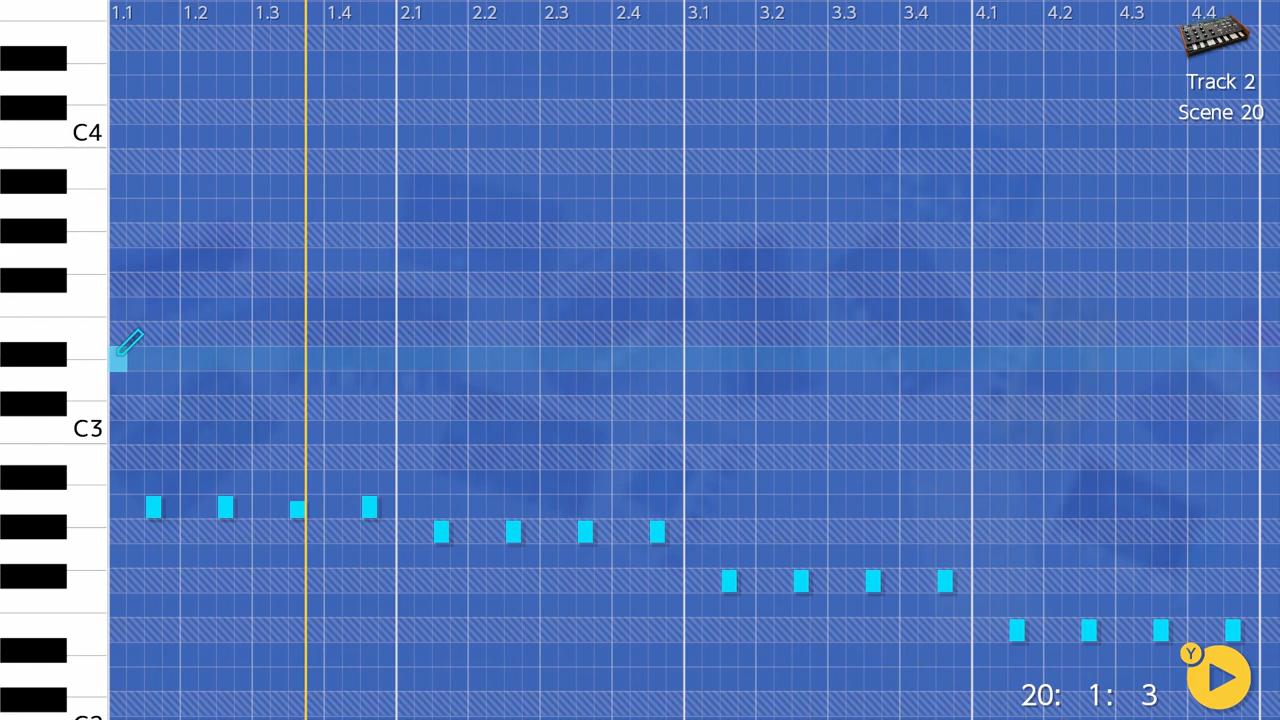 1.1 1.2 1.3 1.4 2.1 2.2 2.3 2.4 3.1 3.2 3.3 3.4 4.1 4.2 4.3 4.4
Track 2
Scene 20
C4
C3
Y
20: 1: 3